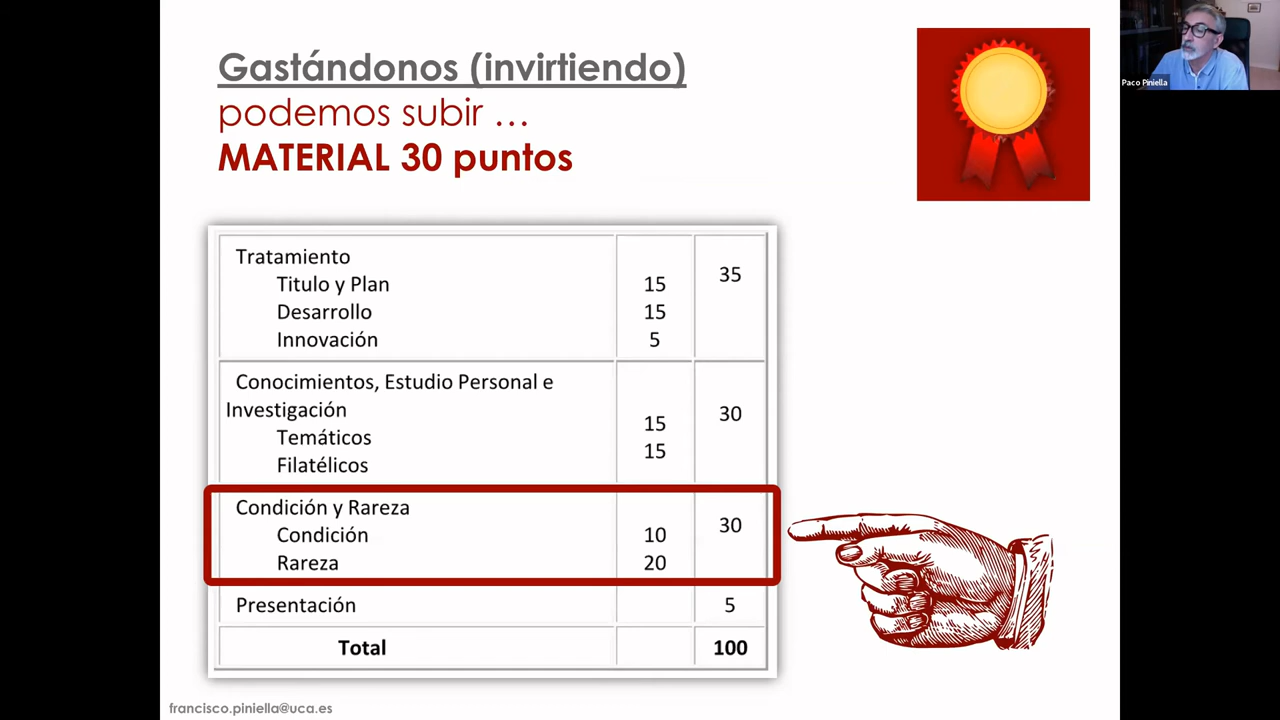 Gastándonos (invirtiendo)
podemos subir ...
MATERIAL 30 puntos
Paco Piniella
Tratamiento 35
Titulo y Plan 15
Desarrollo 15
Innovación 5
Conocimientos, Estudio Personal e
Investigación 30
Temáticos 15
Filatélicos 15
Condición y Rareza 30
Condición 10
Rareza 20
Presentación 5
Total 100
francisco.piniella@uca.es